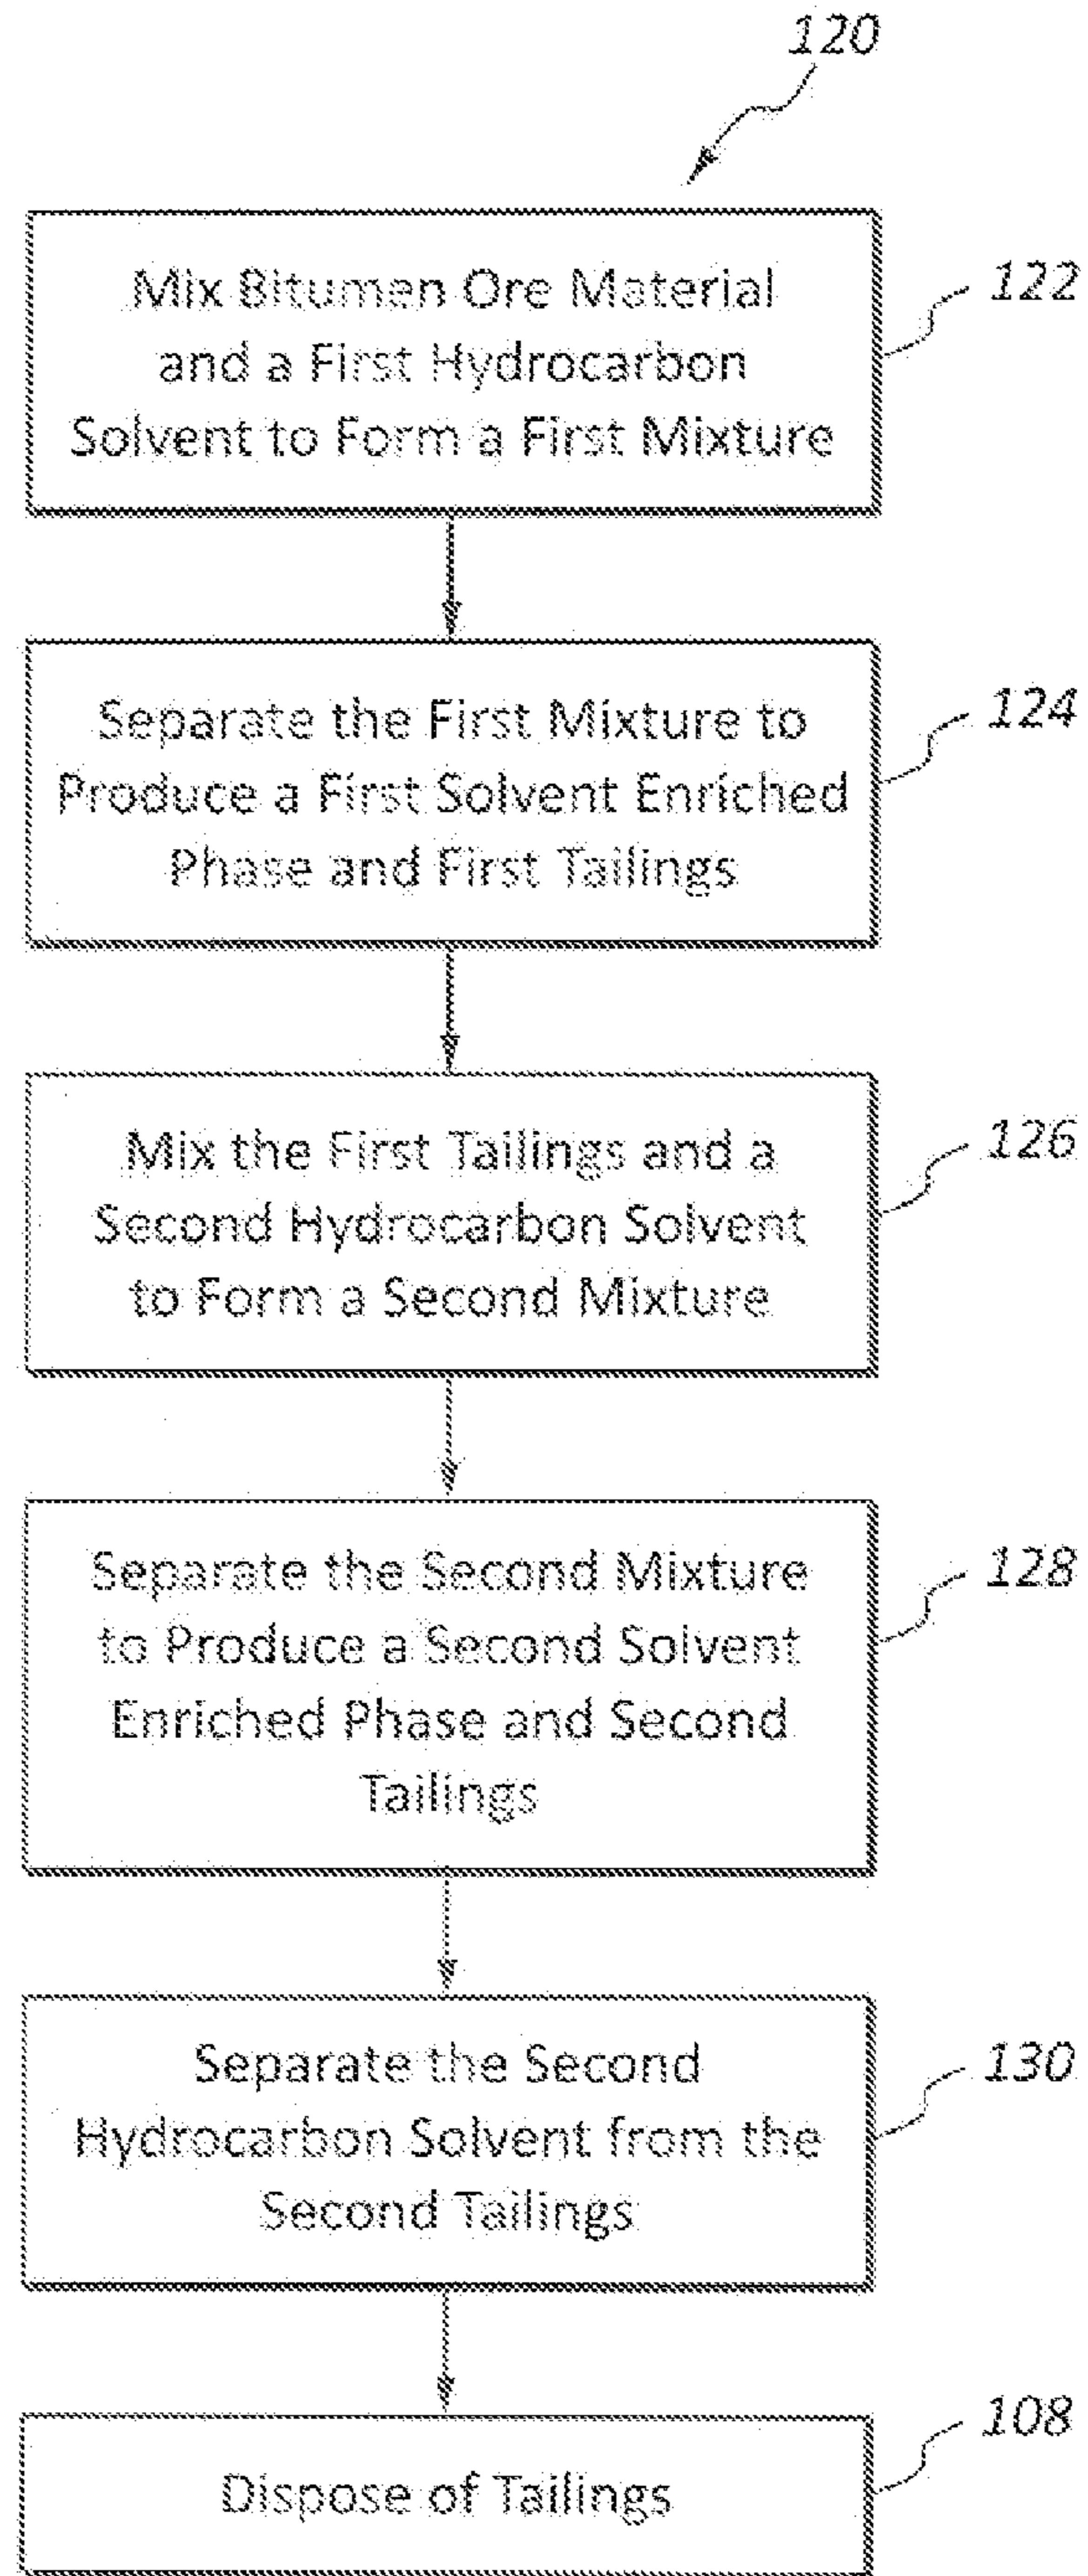 120
Mix Bitumen Ore Material
and a First Hydrocarbon
Solvent to Form a First Mixture
122
Separate the First Mixture to
Produce a First Solvent Enriched
Phase and First Tailings
124
Mix the First Tailings and a
Second Hydrocarbon Solvent
to Form a Second Mixture
126
Separate the Second Mixture
to Produce a Second Solvent
Enriched Phase and Second
Tailings
128
Separate the Second
Hydrocarbon Solvent from the
Second Tailings
130
Dispose of Tailings
108